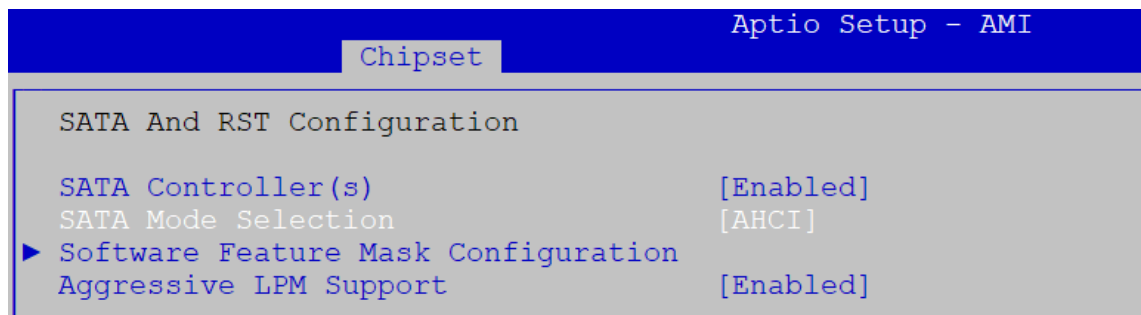 Aptio Setup – AMI
Chipset
SATA And RST Configuration
SATA Controller(s) [Enabled]
SATA Mode Selection [AHCI]
► Software Feature Mask Configuration
Aggressive LPM Support [Enabled]